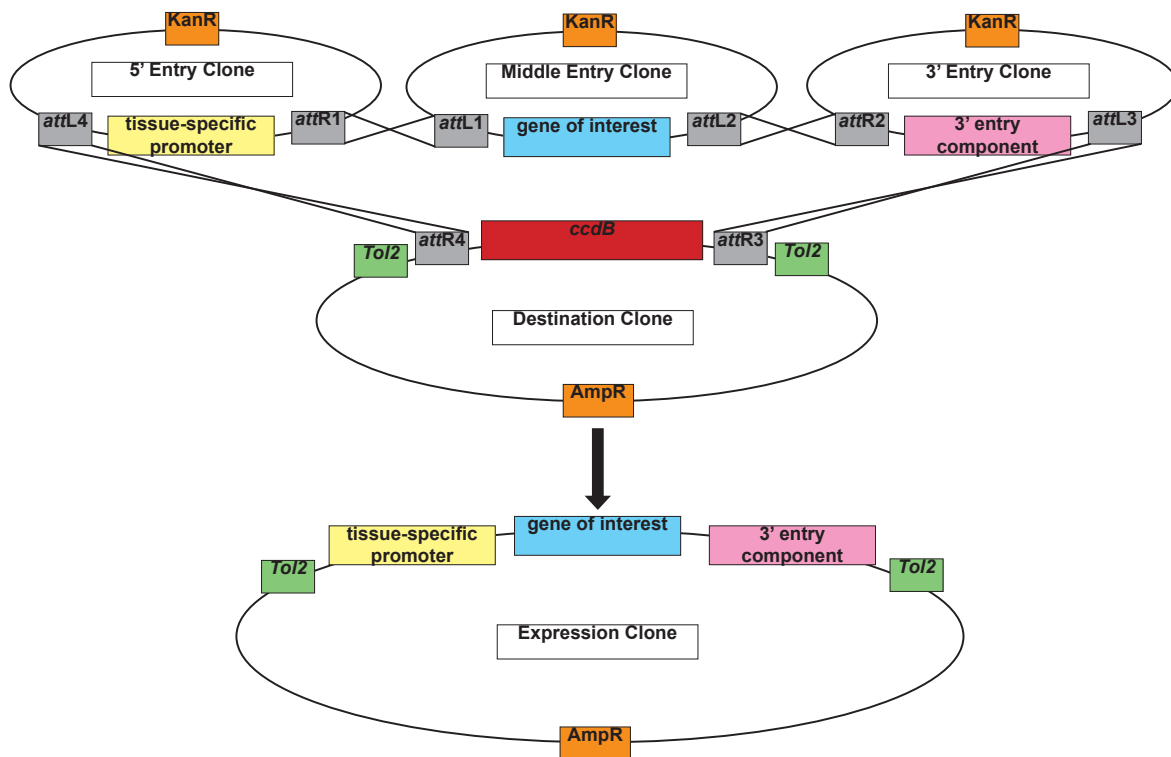 KanR
KanR
KanR
5' Entry Clone
Middle Entry Clone
3' Entry Clone
attL4
tissue-specific
promoter
attR1
attL1
gene of interest
attL2
attR2
3' entry
component
attL3
Tol2
attR4
ccdB
attR3
Tol2
Destination Clone
AmpR
Tol2
tissue-specific
promoter
gene of interest
3' entry
component
Tol2
Expression Clone
AmpR